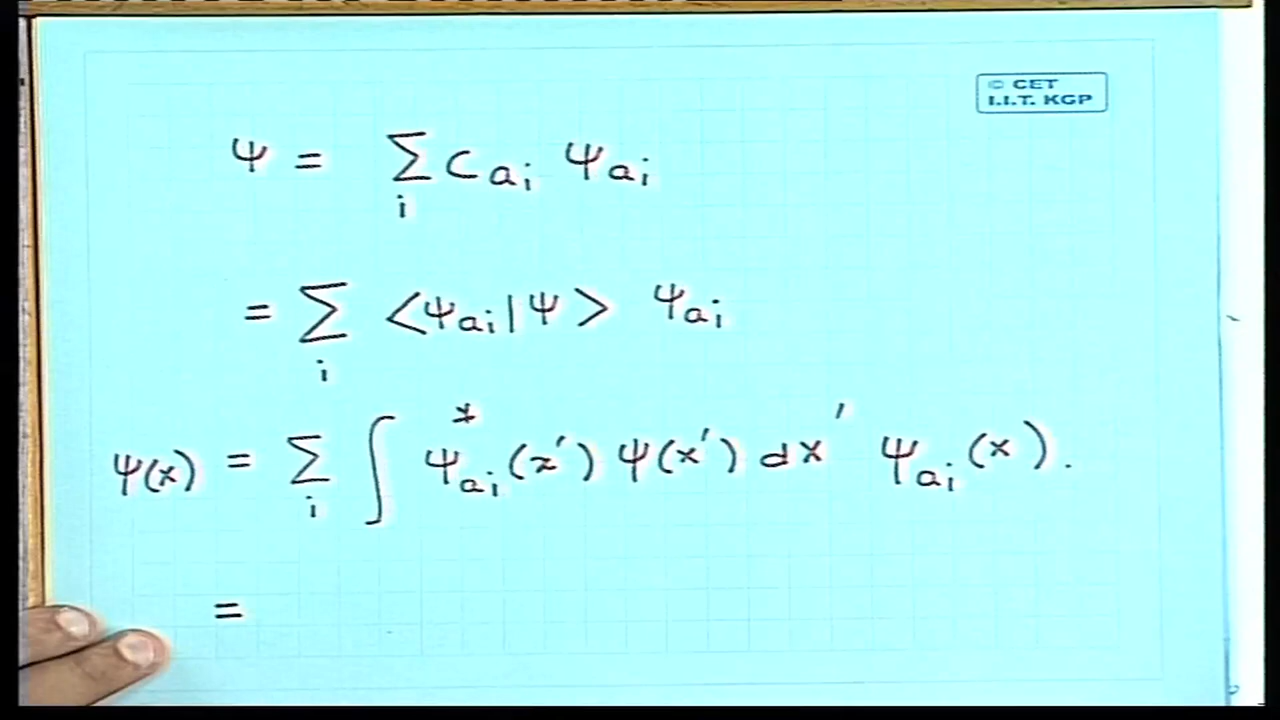 © CET
I.I.T. KGP
Ψ = Σ_i C_{a_i} Ψ_{a_i}
= Σ_i <Ψ_{a_i}|Ψ> Ψ_{a_i}
Ψ(x) = Σ_i ∫ Ψ*_{a_i}(x′) Ψ(x′) dx′ Ψ_{a_i}(x).
=